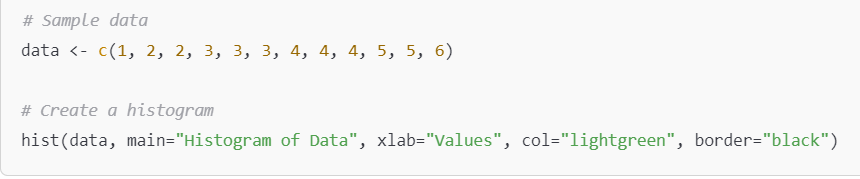 # Sample data
data <- c(1, 2, 2, 3, 3, 3, 4, 4, 4, 5, 5, 6)
# Create a histogram
hist(data, main="Histogram of Data", xlab="Values", col="lightgreen", border="black")